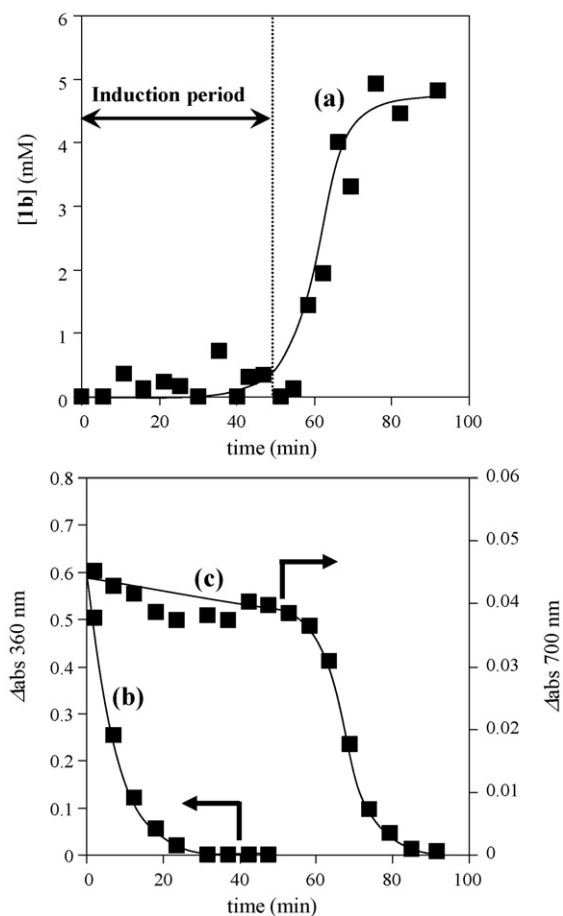 6
5
4
3
2
1
0
[1b] (mM)
Induction period
(a)
0 20 40 60 80 100
time (min)
0.8
0.7
0.6
0.5
0.4
0.3
0.2
0.1
0
Δabs 360 nm
0.06
0.05
0.04
0.03
0.02
0.01
0
Δabs 700 nm
(c)
(b)
0 20 40 60 80 100
time (min)